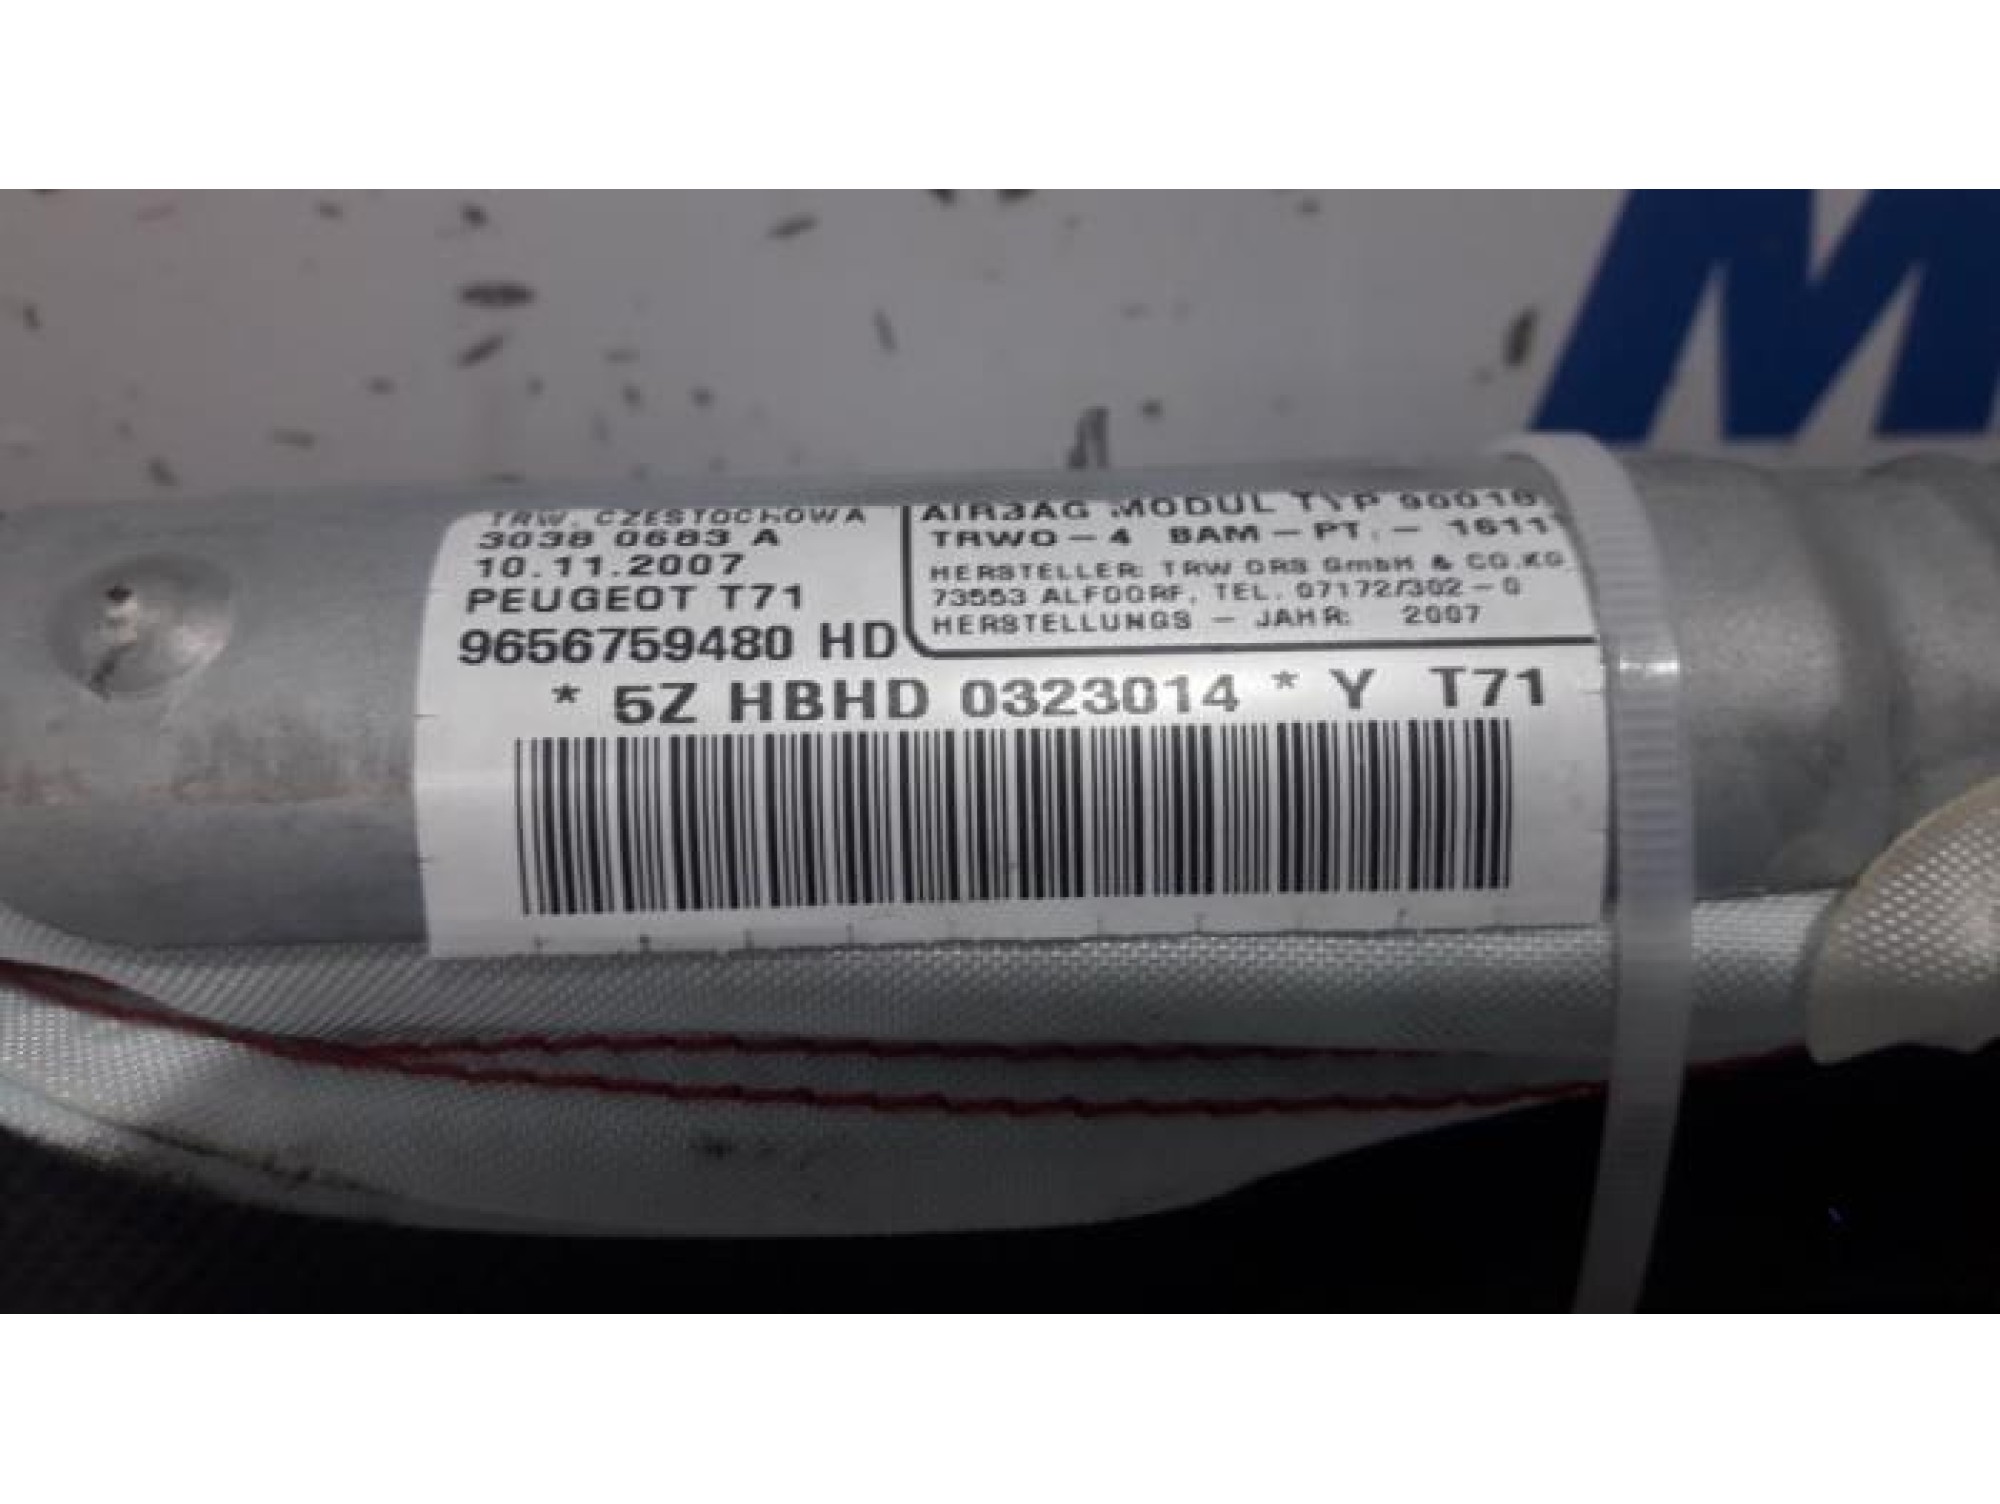 M
TRW. CZESTOCHOWA
3038 0683 A
10.11.2007
PEUGEOT T71
9656759480 HD
AIRBAG MODUL TYP
TRWO - 4 BAM - PT. -
HERSTELLER: TRW ORS GmbH & CO.KG
73553 ALFDORF, TEL. 07172/302 - 0
HERSTELLUNGS - JAHR: 2007
* 5Z HBHD 0323014 * Y T71